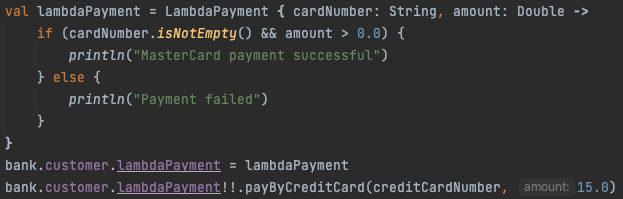 val lambdaPayment = LambdaPayment { cardNumber: String, amount: Double ->
    if (cardNumber.isNotEmpty() && amount > 0.0) {
        println("MasterCard payment successful")
    } else {
        println("Payment failed")
    }
}
bank.customer.lambdaPayment = lambdaPayment
bank.customer.lambdaPayment!!.payByCreditCard(creditCardNumber, amount: 15.0)